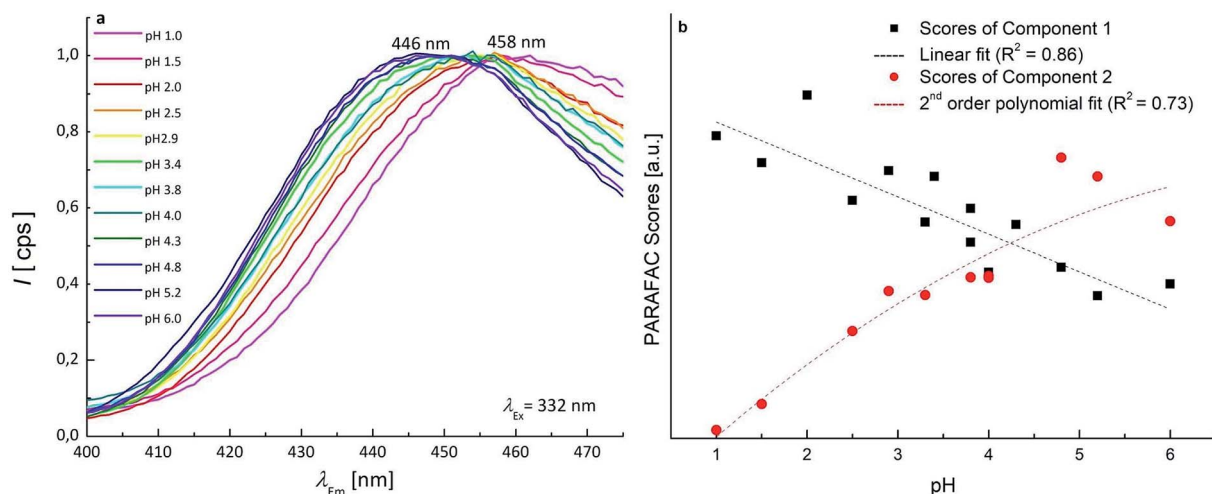 a
pH 1.0
pH 1.5
pH 2.0
pH 2.5
pH2.9
pH 3.4
pH 3.8
pH 4.0
pH 4.3
pH 4.8
pH 5.2
pH 6.0
446 nm
458 nm
λEx= 332 nm
1,0
0,8
0,6
0,4
0,2
0,0
I [cps]
400 410 420 430 440 450 460 470
λEm [nm]
b
Scores of Component 1
Linear fit (R² = 0.86)
Scores of Component 2
2nd order polynomial fit (R² = 0.73)
PARAFAC Scores [a.u.]
1 2 3 4 5 6
pH